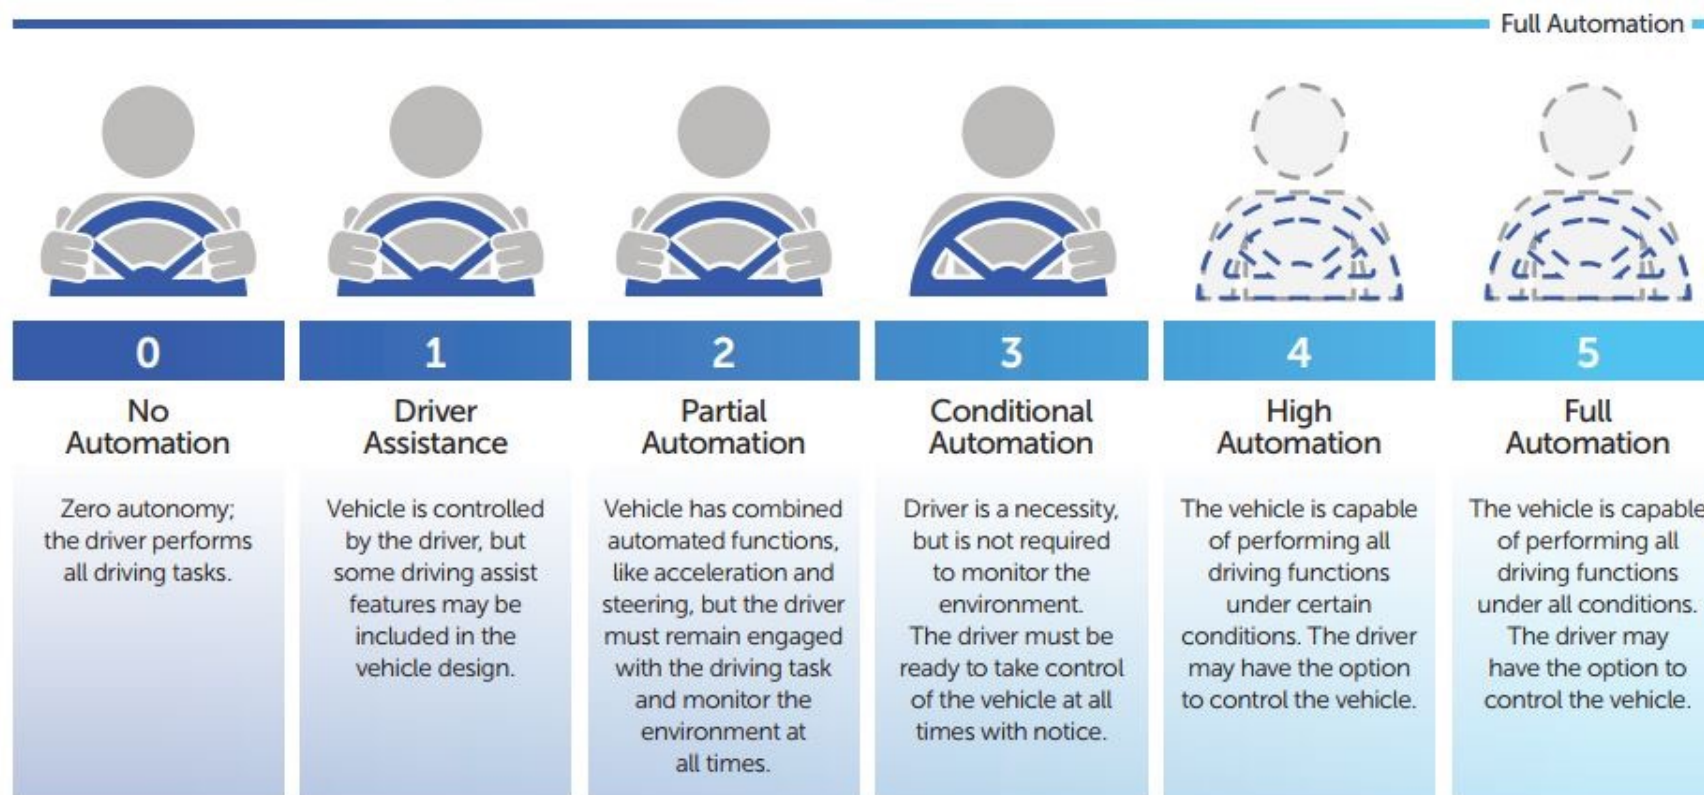 Full Automation
0
No
Automation
Zero autonomy;
the driver performs
all driving tasks.
1
Driver
Assistance
Vehicle is controlled
by the driver, but
some driving assist
features may be
included in the
vehicle design.
2
Partial
Automation
Vehicle has combined
automated functions,
like acceleration and
steering, but the driver
must remain engaged
with the driving task
and monitor the
environment at
all times.
3
Conditional
Automation
Driver is a necessity,
but is not required
to monitor the
environment.
The driver must be
ready to take control
of the vehicle at all
times with notice.
4
High
Automation
The vehicle is capable
of performing all
driving functions
under certain
conditions. The driver
may have the option
to control the vehicle.
5
Full
Automation
The vehicle is capable
of performing all
driving functions
under all conditions.
The driver may
have the option to
control the vehicle.